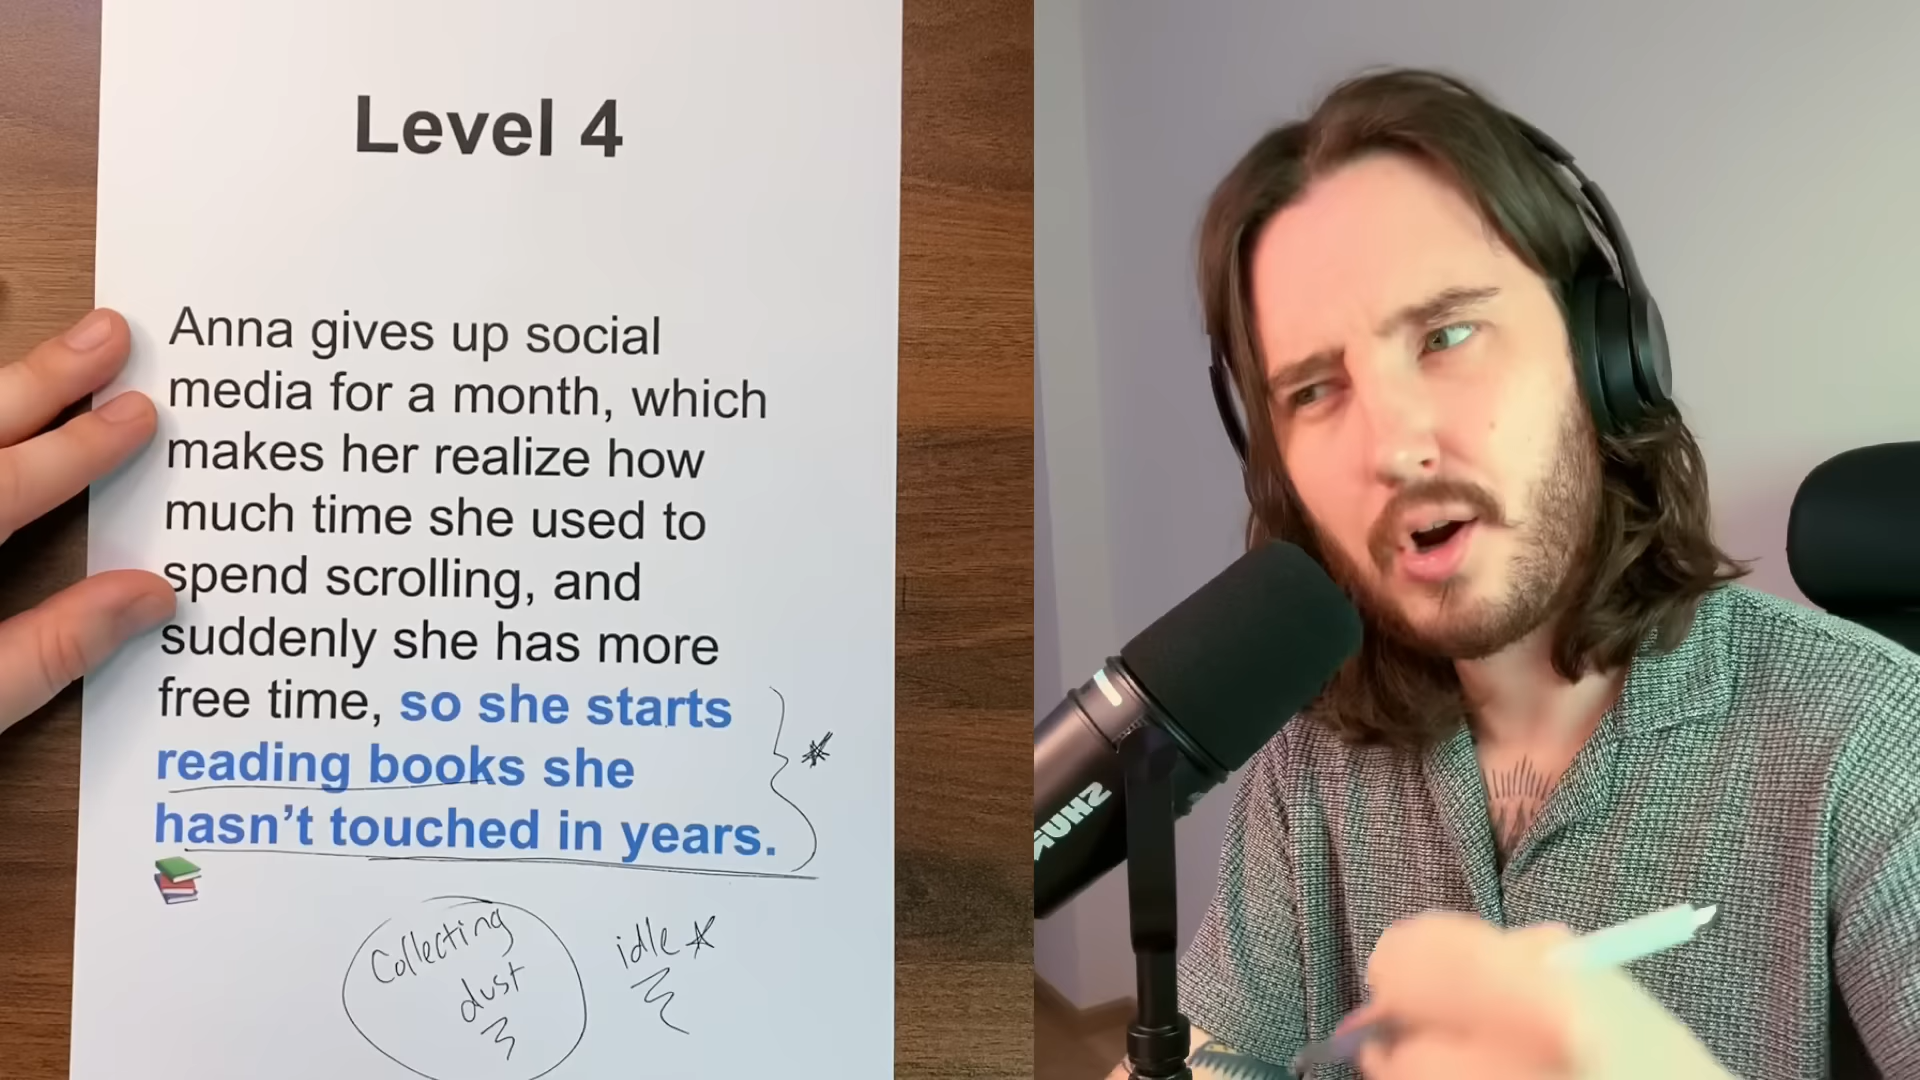 Level 4
Anna gives up social
media for a month, which
makes her realize how
much time she used to
spend scrolling, and
suddenly she has more
free time, so she starts
reading books she
hasn't touched in years.
Collecting
dust
idle
SHURE